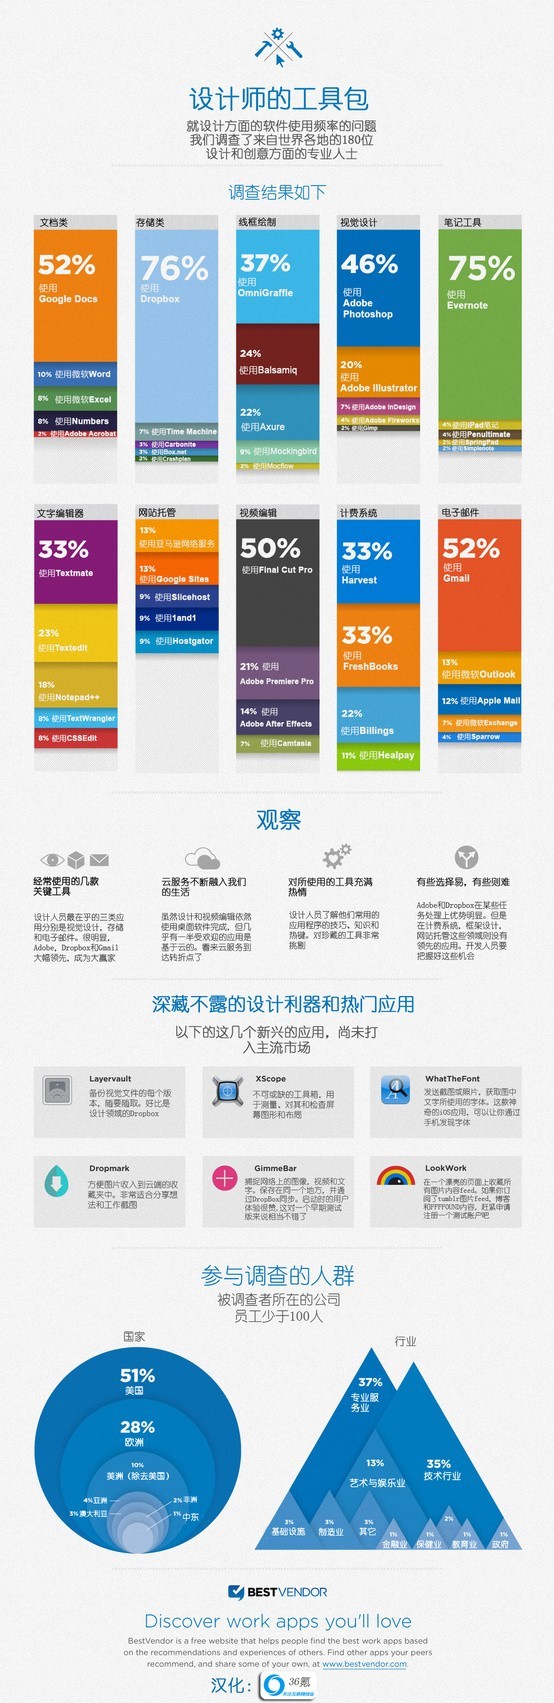 设计师的工具包
就设计方面的软件使用频率的问题
我们调查了来自世界各地的180位
设计和创意方面的专业人士
调查结果如下
文档类
52%
使用
Google Docs
10% 使用微软Word
8% 使用微软Excel
8% 使用Numbers
2% 使用Adobe Acrobat
存储类
76%
使用
Dropbox
7% 使用Time Machine
3% 使用Carbonite
3% 使用Box.net
2% 使用Crashplan
线框绘制
37%
使用
OmniGraffle
24%
使用Balsamiq
22%
使用Axure
9% 使用Mockingbird
2% 使用Mocflow
视觉设计
46%
使用
Adobe
Photoshop
20%
使用
Adobe Illustrator
7% 使用Adobe InDesign
4% 使用Adobe Fireworks
2% 使用Gimp
笔记工具
75%
使用
Evernote
4% 使用iPad笔记
4% 使用Penultimate
2% 使用SpringPad
2% 使用Simplenote
文字编辑器
33%
使用Textmate
23%
使用Textedit
18%
使用Notepad++
8% 使用TextWrangler
8% 使用CSSEdit
网站托管
13%
使用亚马逊网络服务
13%
使用Google Sites
9% 使用Slicehost
9% 使用1and1
9% 使用Hostgator
视频编辑
50%
使用Final Cut Pro
21% 使用
Adobe Premiere Pro
14% 使用
Adobe After Effects
7% 使用Camtasia
计费系统
33%
使用
Harvest
33%
使用
FreshBooks
22%
使用Billings
11% 使用Healpay
电子邮件
52%
使用
Gmail
13%
使用微软Outlook
12% 使用Apple Mail
7% 使用微软Exchange
4% 使用Sparrow
观察
经常使用的几款
关键工具
设计人员最在乎的三类应
用分别是视觉设计，存储
和电子邮件。很明显，
Adobe, Dropbox和Gmail
大幅领先，成为大赢家
云服务不断融入我们
的生活
虽然设计和视频编辑依然
使用桌面软件完成，但几
乎有一半受欢迎的应用是
基于云的。看来云服务到
达转折点了
对所使用的工具充满
热情
设计人员了解他们常用的
应用程序的技巧、知识和
热键。对珍藏的工具非常
挑剔
有些选择易，有些则难
Adobe和Dropbox在某些任
务处理上优势明显。但是
在计费系统，框架设计，
网站托管这些领域则没有
领先的应用。开发人员要
把握好这些机会
深藏不露的设计利器和热门应用
以下的这几个新兴的应用，尚未打
入主流市场
Layervault
备份视觉文件的每个版
本，随要随取。好比是
设计领域的Dropbox
XScope
不可或缺的工具箱，用
于测量、对其和检查屏
幕图形和布局
WhatTheFont
发送截图或照片，获取图中
文字所使用的字体。这款神
奇的iOS应用，可以让你通过
手机发现字体
Dropmark
方便图片收入到云端的收
藏夹中。非常适合分享想
法和工作截图
GimmeBar
捕捉网络上的图像，视频和文
字。保存在同一个地方，并通
过DropBox同步。启动时的用户
体验很赞,这对一个早期测试
版来说相当不错了
LookWork
在一个漂亮的页面上收藏所
有图片内容feed。如果你订
阅了tumblr图片feed，博客
和FFFFOUND内容，赶紧申请
注册一个测试账户吧
参与调查的人群
被调查者所在的公司
员工少于100人
国家
51%
美国
28%
欧洲
10%
美洲（除去美国）
4%亚洲
2%非洲
3%澳大利亚
1%中东
行业
37%
专业服
务业
35%
技术行业
13%
艺术与娱乐业
3%
基础设施
3%
制造业
3%
其它
1%
金融业
1%
保健业
2%
1%
教育业
1%
政府
BESTVENDOR
Discover work apps you'll love
BestVendor is a free website that helps people find the best work apps based
on the recommendations and experiences of others. Find other apps your peers
recommend, and share some of your own, at www.bestvendor.com.
汉化：
36氪
关注互联网创业